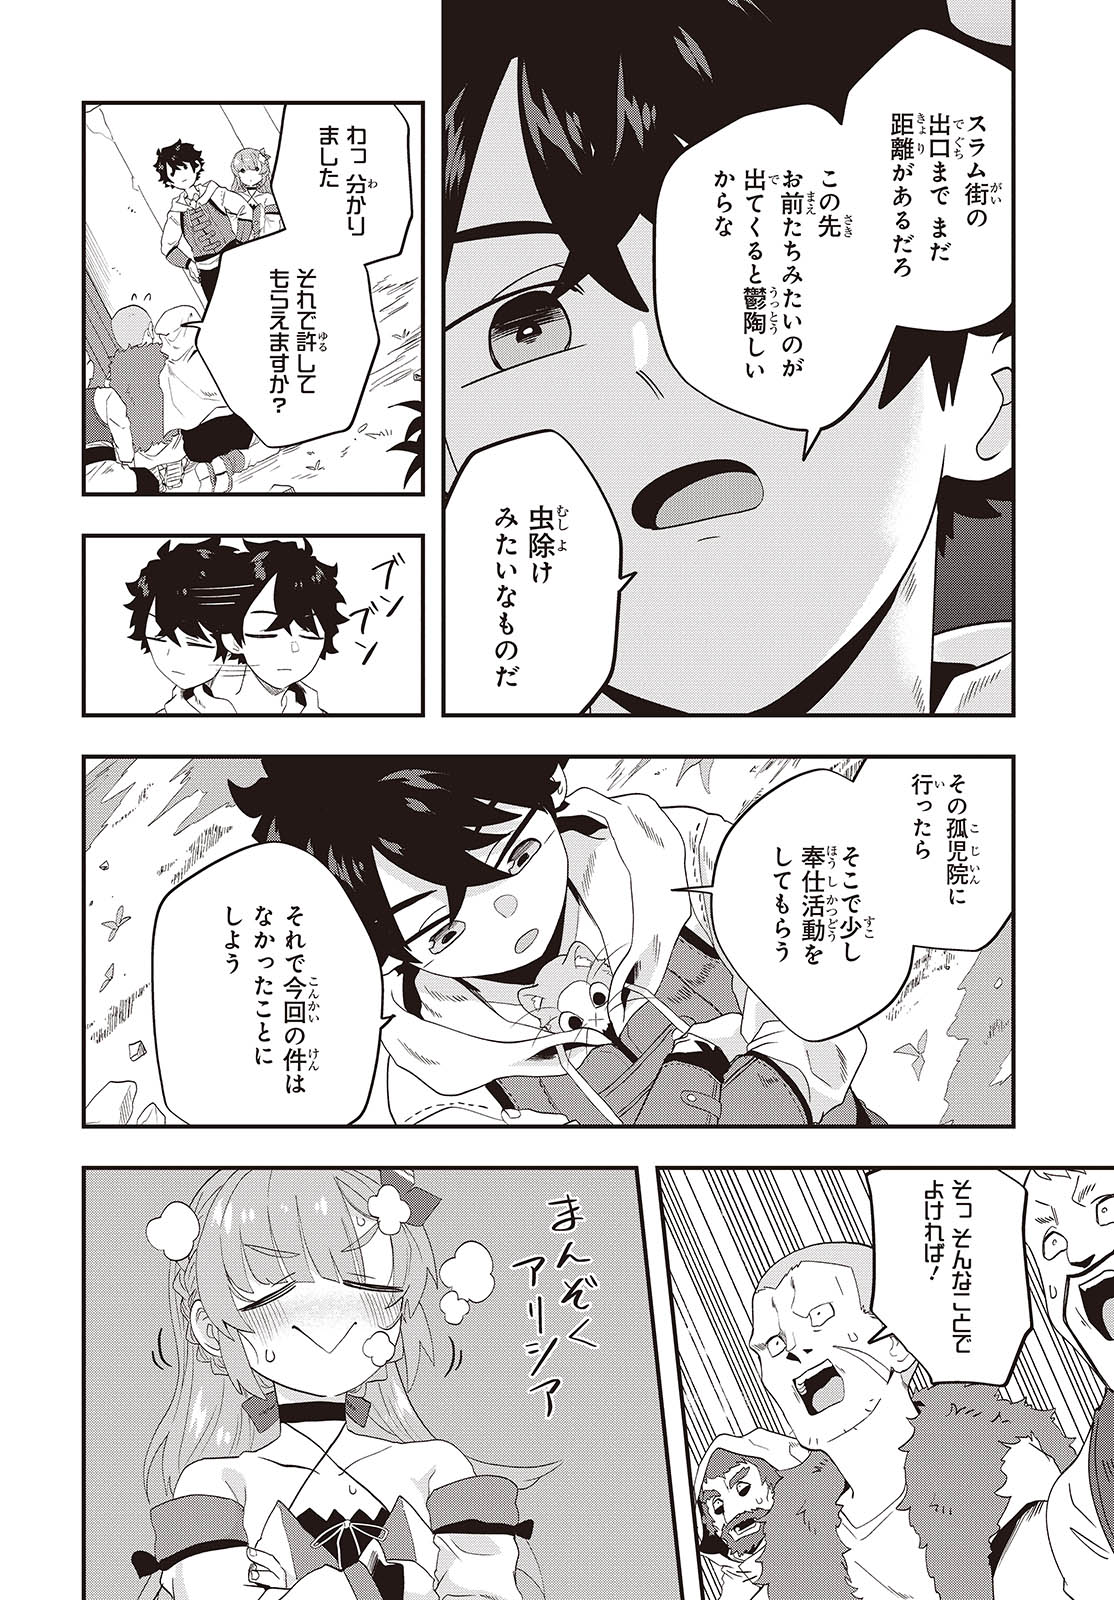 スラム街の
出口まで まだ
距離があるだろ
この先
お前たちみたいのが
出てくると鬱陶しい
からな
虫除け
みたいなものだ
わっ 分かり
ました
それで許して
もらえますか?
ブンブン
その孤児院に
行ったら
そこで少し
奉仕活動を
してもらう
それで今回の件は
なかったことに
しよう
そっ そんなことで
よければ!
まんぞく
アリシア